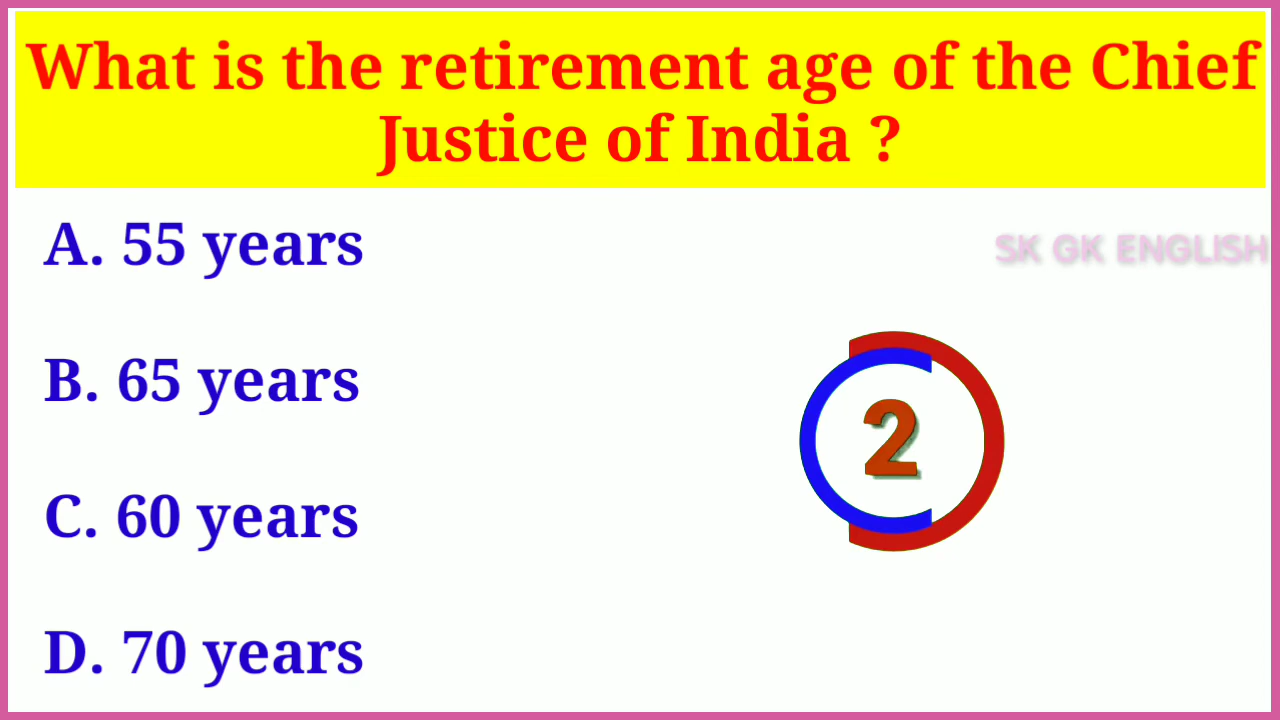 What is the retirement age of the Chief
Justice of India ?
A. 55 years
SK GK ENGLISH
B. 65 years
2
C. 60 years
D. 70 years